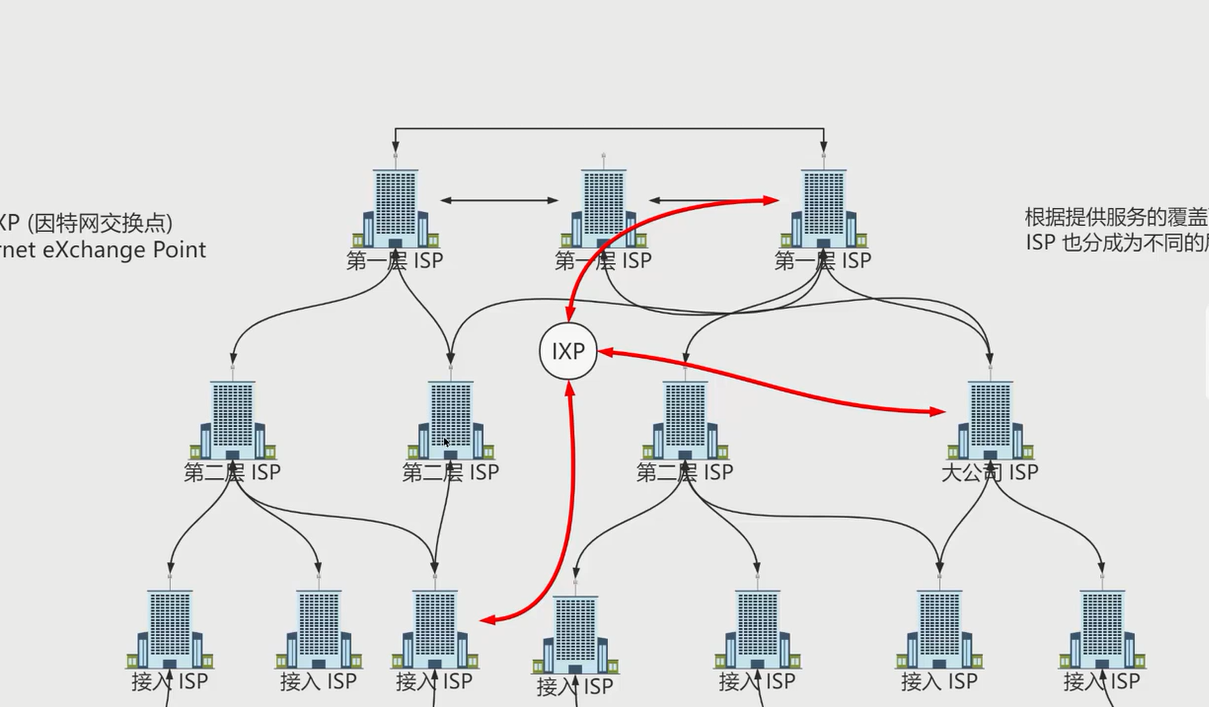 XP (因特网交换点)
rnet eXchange Point
根据提供服务的覆盖
ISP 也分成为不同的
第一层 ISP
第一层 ISP
第一层 ISP
IXP
第二层 ISP
第二层 ISP
第二层 ISP
大公司 ISP
接入 ISP
接入 ISP
接入 ISP
接入 ISP
接入 ISP
接入 ISP
接入 ISP